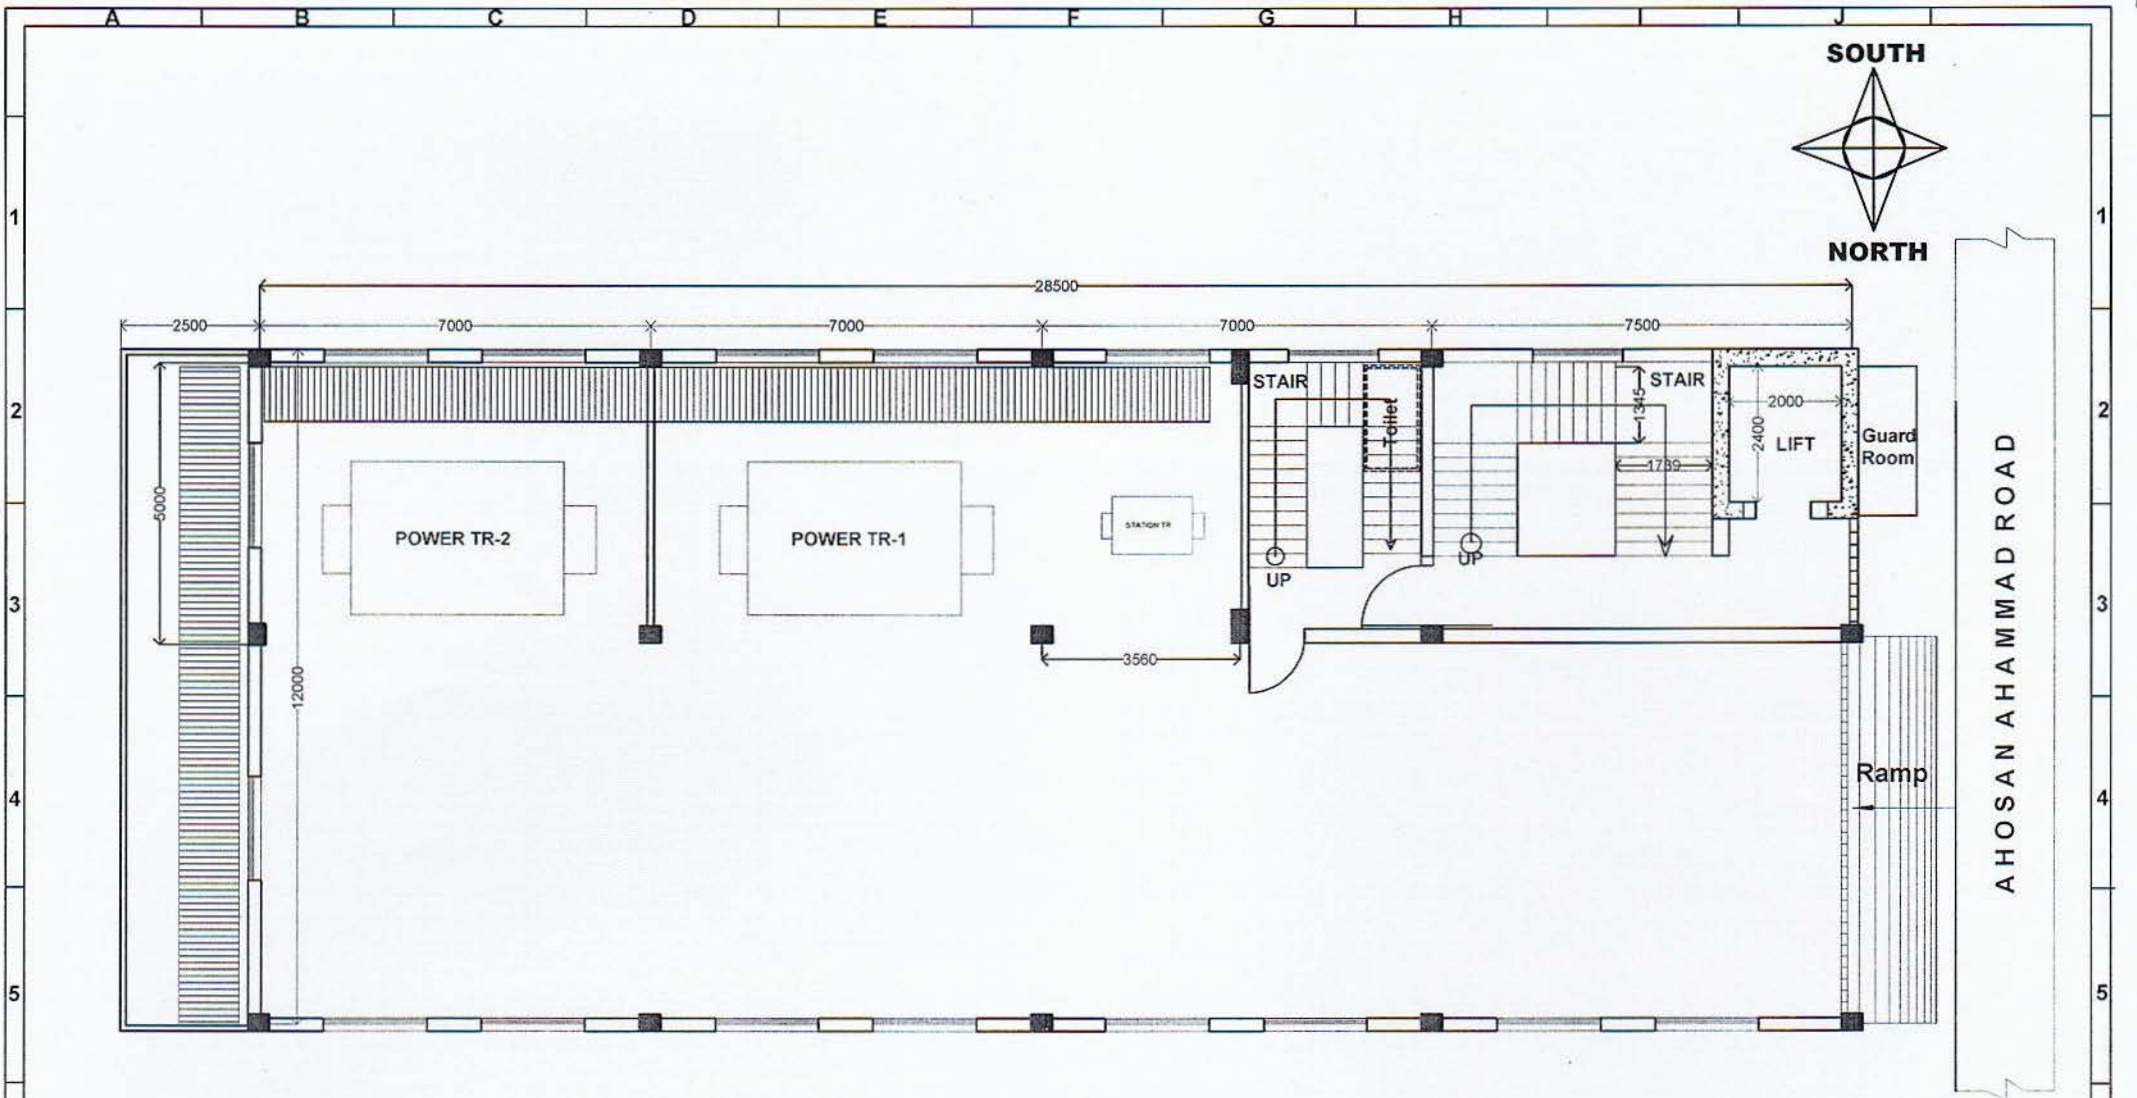 A B C D E F G H J
SOUTH
NORTH
1 1
28500
2500 7000 7000 7000 7500
STAIR
STAIR
Toilet
1345
2000
2400
LIFT
Guard
Room
2 2
1739
5000
POWER TR-2
POWER TR-1
STATION TR
UP
UP
3 3
3560
12000
Ramp
AHOSAN AHAMMAD ROAD
4 4
5 5